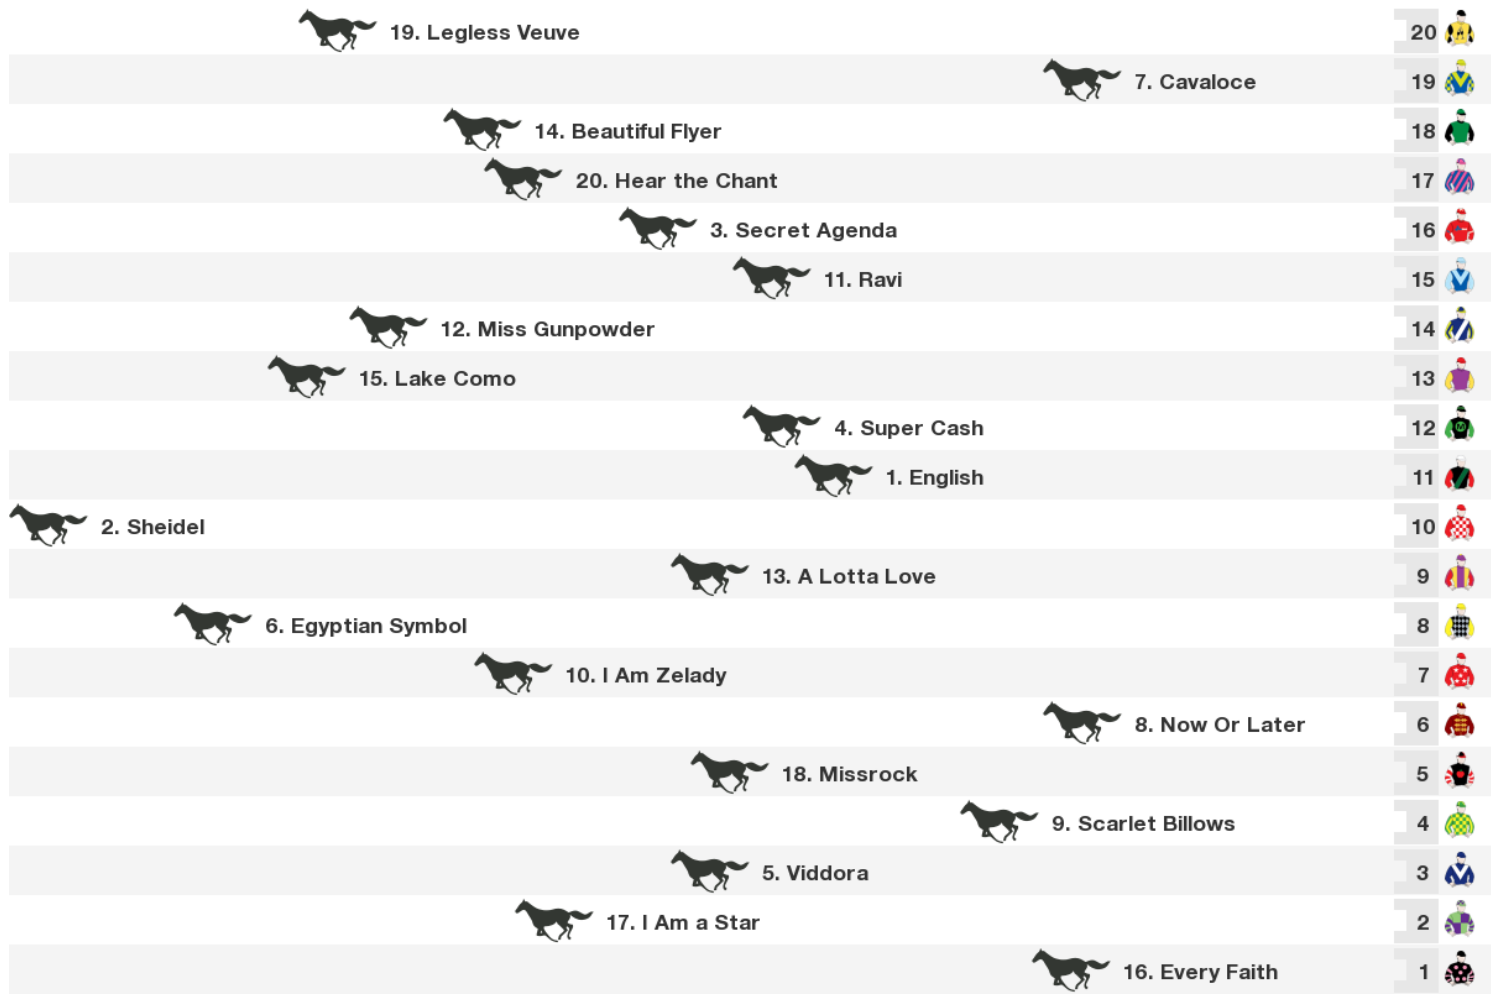 19. Legless Veuve 20
7. Cavaloce 19
14. Beautiful Flyer 18
20. Hear the Chant 17
3. Secret Agenda 16
11. Ravi 15
12. Miss Gunpowder 14
15. Lake Como 13
4. Super Cash 12
1. English 11
2. Sheidel 10
13. A Lotta Love 9
6. Egyptian Symbol 8
10. I Am Zelady 7
8. Now Or Later 6
18. Missrock 5
9. Scarlet Billows 4
5. Viddora 3
17. I Am a Star 2
16. Every Faith 1